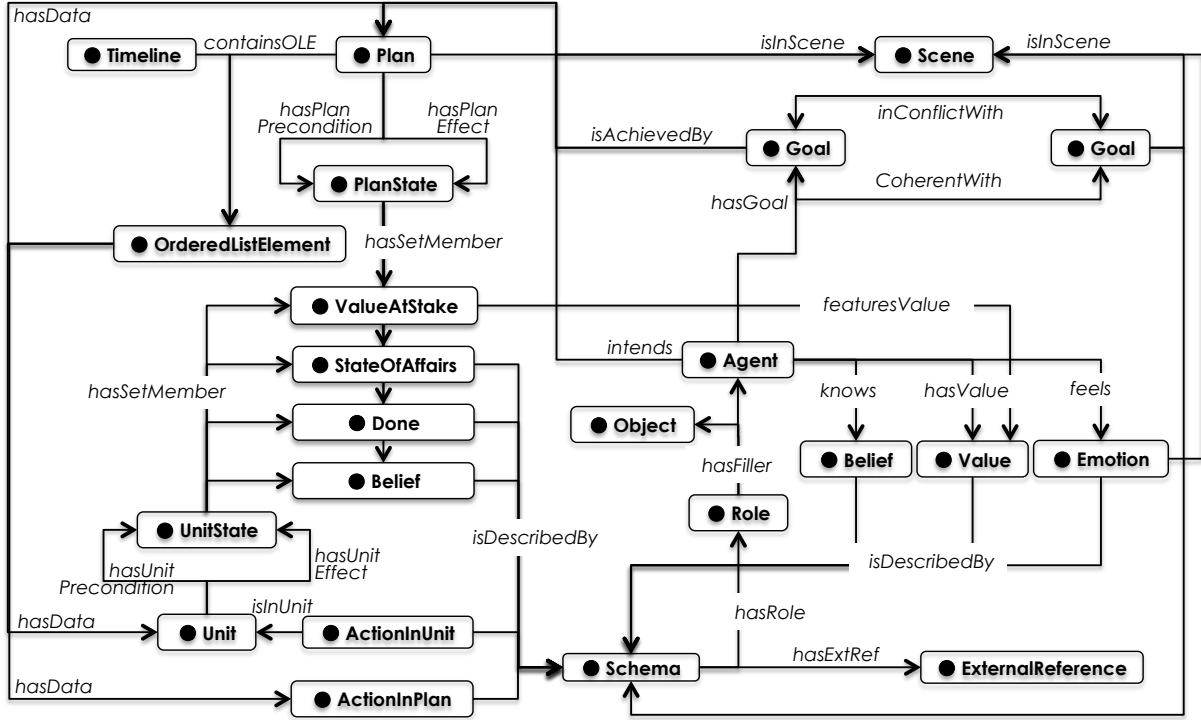 hasData
Timeline
containsOLE
Plan
isInScene
Scene
isInScene
hasPlan
Precondition
hasPlan
Effect
isAchievedBy
Goal
inConflictWith
Goal
PlanState
CoherentWith
hasGoal
OrderedListElement
hasSetMember
ValueAtStake
featuresValue
StateOfAffairs
intends
Agent
hasSetMember
knows
hasValue
feels
Done
Object
Belief
hasFiller
Belief
Value
Emotion
UnitState
Role
isDescribedBy
hasUnit
Precondition
hasUnit
Effect
isDescribedBy
hasData
isInUnit
hasRole
Unit
ActionInUnit
hasData
Schema
hasExtRef
ExternalReference
ActionInPlan